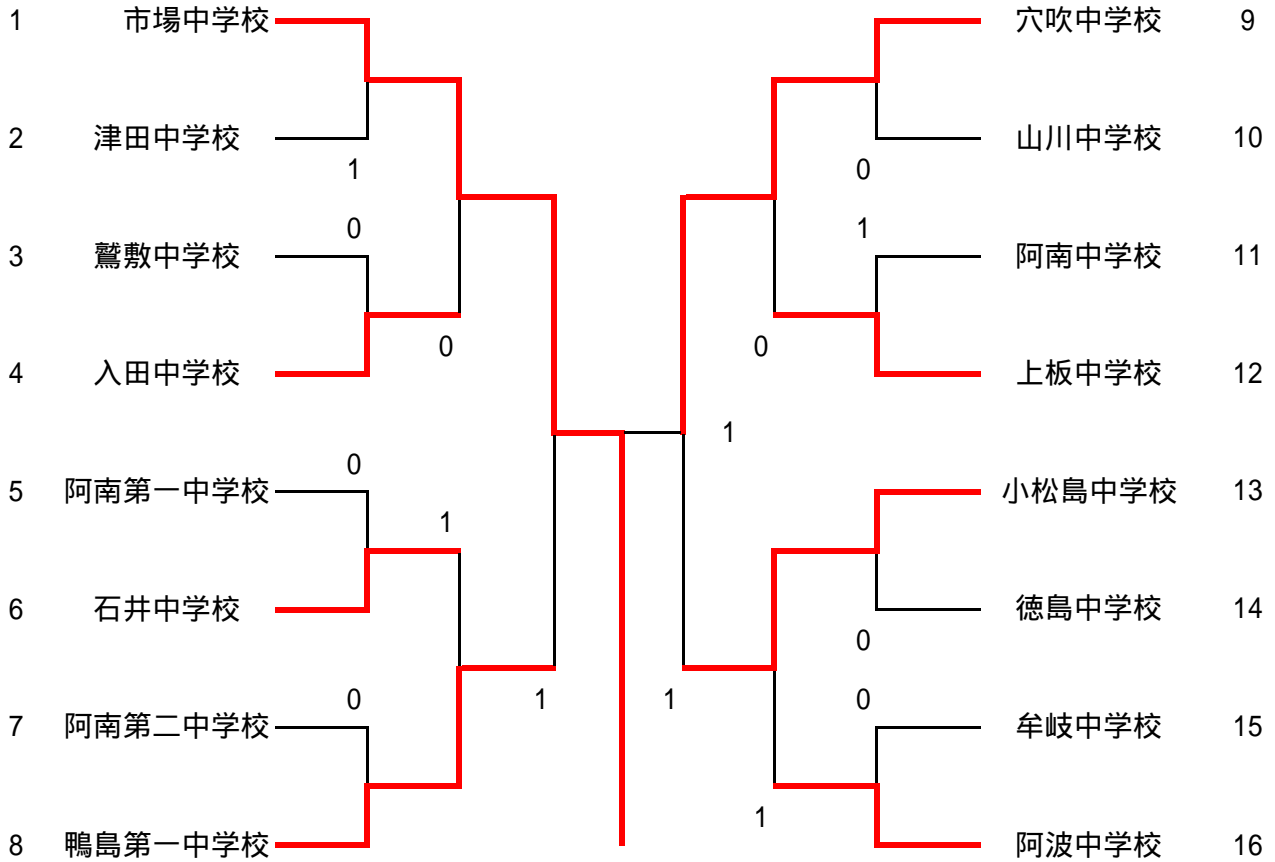 1 市場中学校 穴吹中学校 9
2 津田中学校 山川中学校 10
1 0
0 1
3 鷲敷中学校 阿南中学校 11
0 0
4 入田中学校 上板中学校 12
1
0
5 阿南第一中学校 小松島中学校 13
1
6 石井中学校 徳島中学校 14
0
0 1 1 0
7 阿南第二中学校 牟岐中学校 15
1
8 鴨島第一中学校 阿波中学校 16